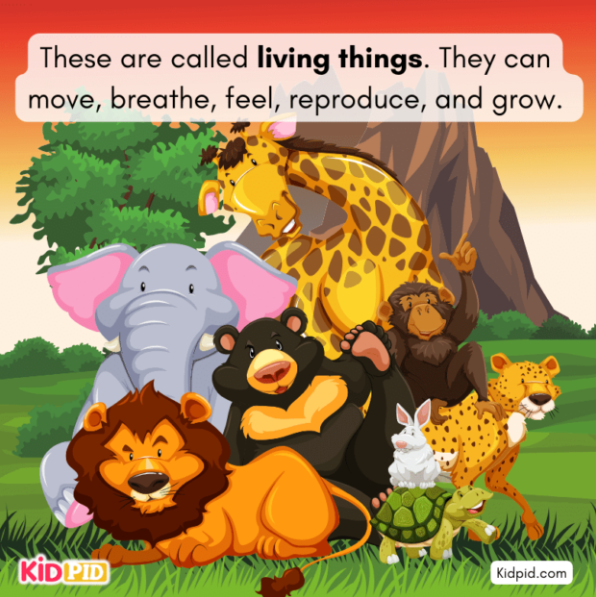 These are called living things. They can
move, breathe, feel, reproduce, and grow.
KiDPID
Kidpid.com